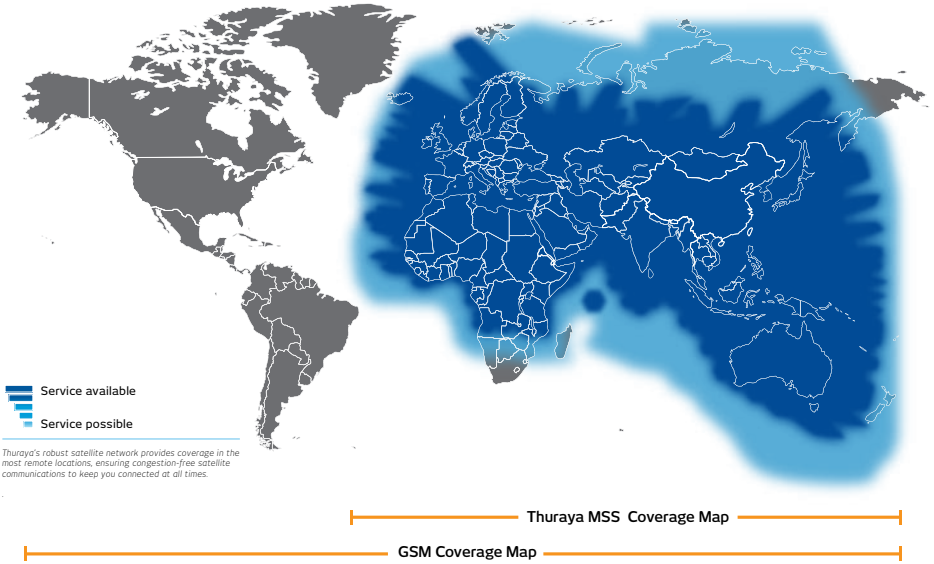 Service available
Service possible
Thuraya's robust satellite network provides coverage in the
most remote locations, ensuring congestion-free satellite
communications to keep you connected at all times.
Thuraya MSS Coverage Map
GSM Coverage Map